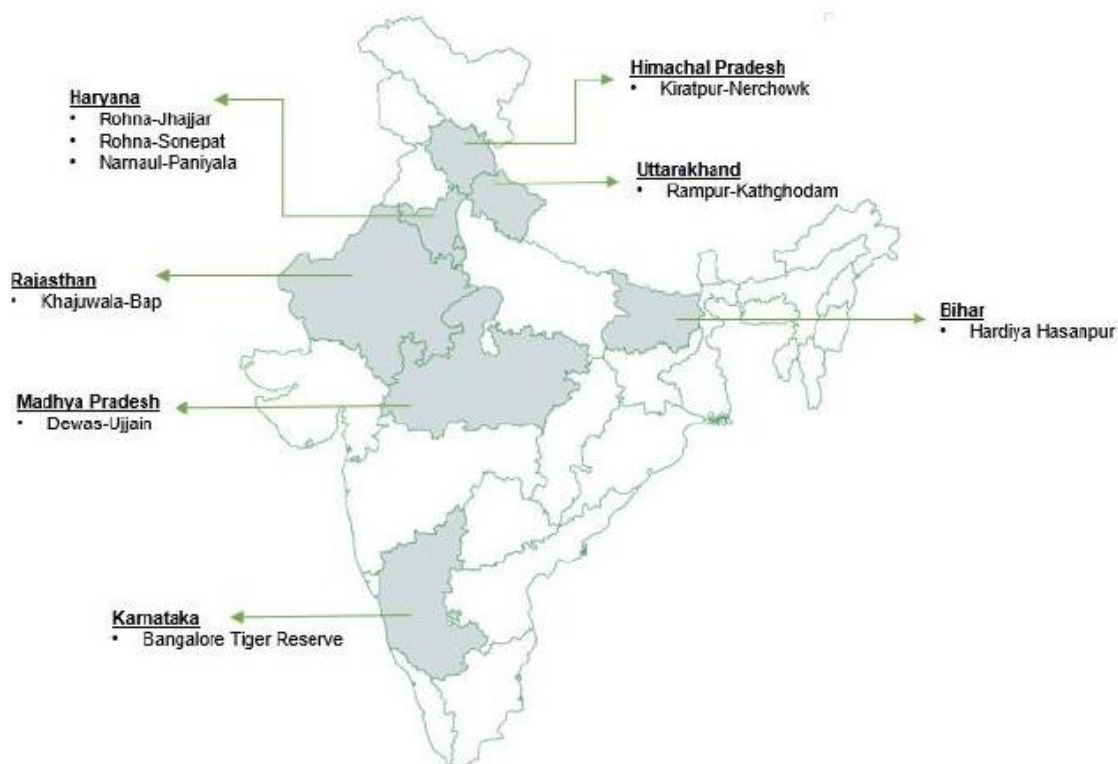 Himachal Pradesh
• Kiratpur-Nerchowk
Haryana
• Rohna-Jhajjar
• Rohna-Sonepat
• Narnaul-Paniyala
Uttarakhand
• Rampur-Kathghodam
Rajasthan
• Khajuwala-Bap
Bihar
• Hardiya Hasanpur
Madhya Pradesh
• Dewas-Ujjain
Karnataka
• Bangalore Tiger Reserve